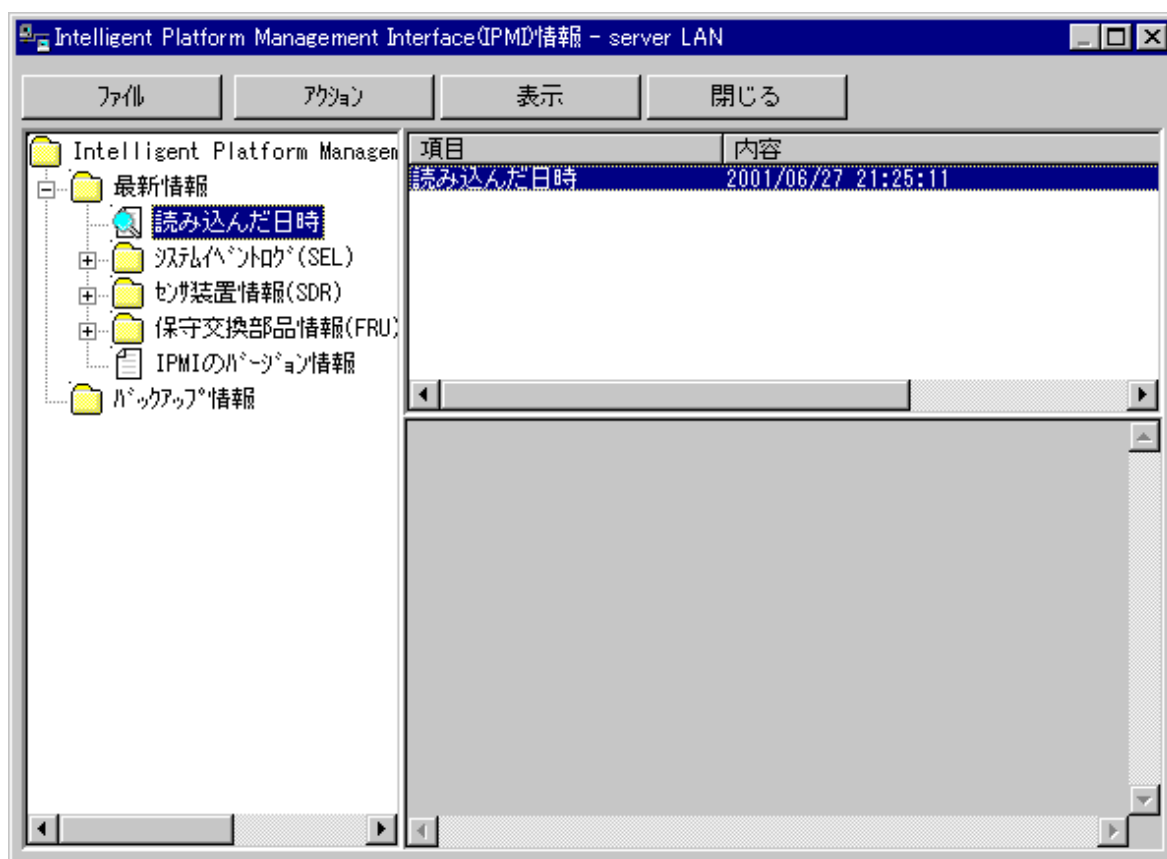 Intelligent Platform Management Interface(IPMI)情報 - server LAN
ﾌｧｲﾙ ｱｸｼｮﾝ 表示 閉じる
Intelligent Platform Managem
最新情報
読み込んだ日時
ｼｽﾃﾑｲﾍﾞﾝﾄﾛｸﾞ(SEL)
ｾﾝｻ装置情報(SDR)
保守交換部品情報(FRU)
IPMIのﾊﾞｰｼﾞｮﾝ情報
ﾊﾞｯｸｱｯﾌﾟ情報
項目 内容
読み込んだ日時 2001/06/27 21:25:11